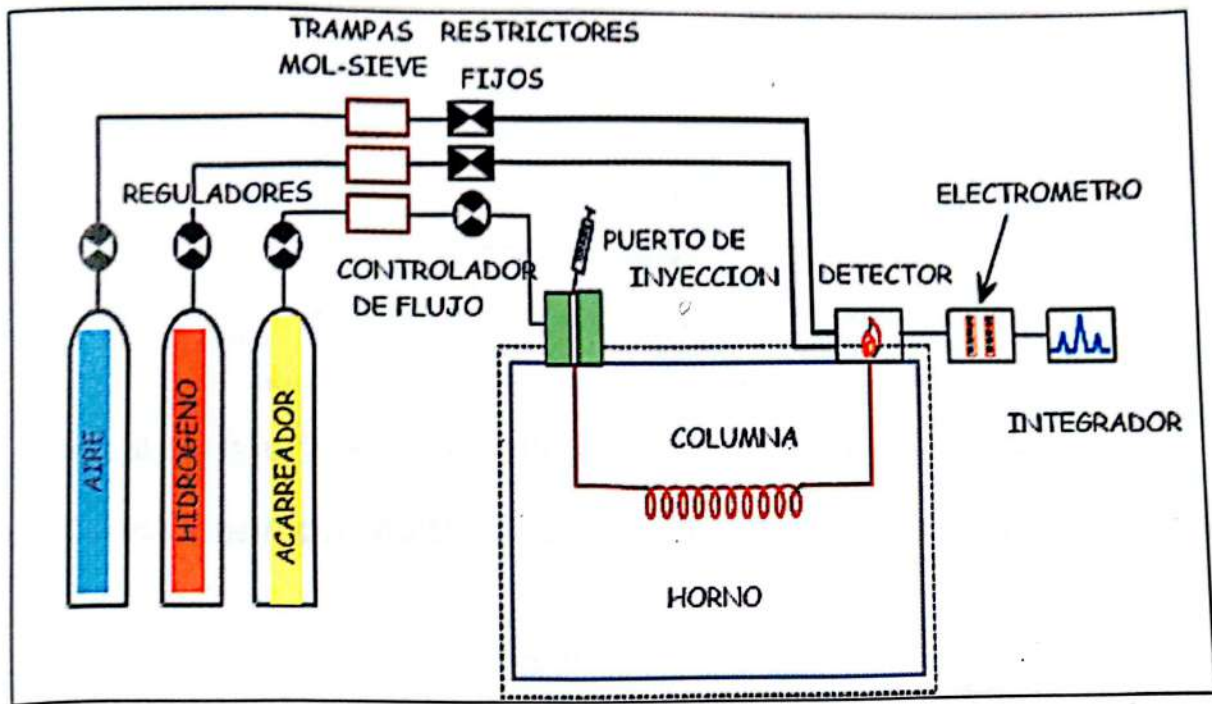 TRAMPAS RESTRICTORES
MOL-SIEVE FIJOS
REGULADORES
ELECTROMETRO
PUERTO DE
INYECCION
DETECTOR
CONTROLADOR
DE FLUJO
AIRE
HIDROGENO
ACARREADOR
COLUMNA
INTEGRADOR
HORNO